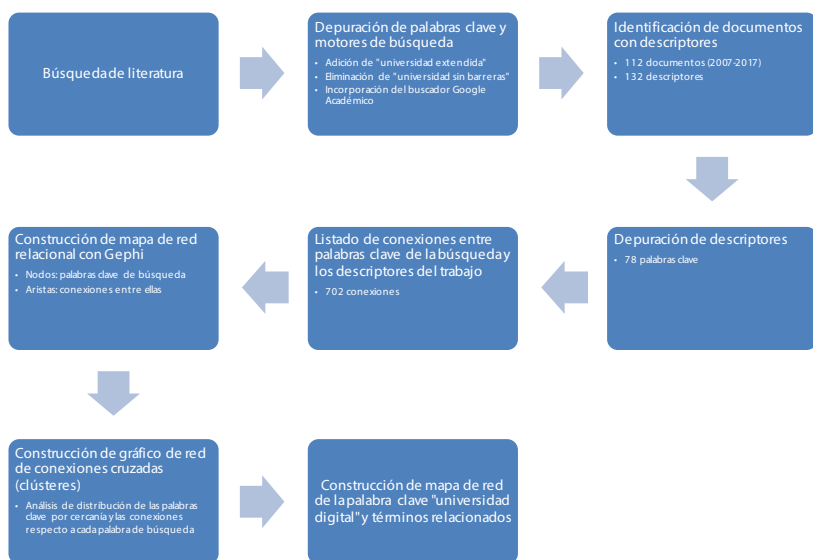 Búsqueda de literatura
Depuración de palabras clave y
motores de búsqueda
• Adición de "universidad extendida"
• Eliminación de "universidad sin barreras"
• Incorporación del buscador Google
Académico
Identificación de documentos
con descriptores
• 112 documentos (2007-2017)
• 132 descriptores
Depuración de descriptores
• 78 palabras clave
Listado de conexiones entre
palabras clave de la búsqueda y
los descriptores del trabajo
• 702 conexiones
Construcción de mapa de red
relacional con Gephi
• Nodos: palabras clave de búsqueda
• Aristas: conexiones entre ellas
Construcción de gráfico de red
de conexiones cruzadas
(clústeres)
• Análisis de distribución de las palabras
clave por cercanía y las conexiones
respecto a cada palabra de búsqueda
Construcción de mapa de red
de la palabra clave "universidad
digital" y términos relacionados